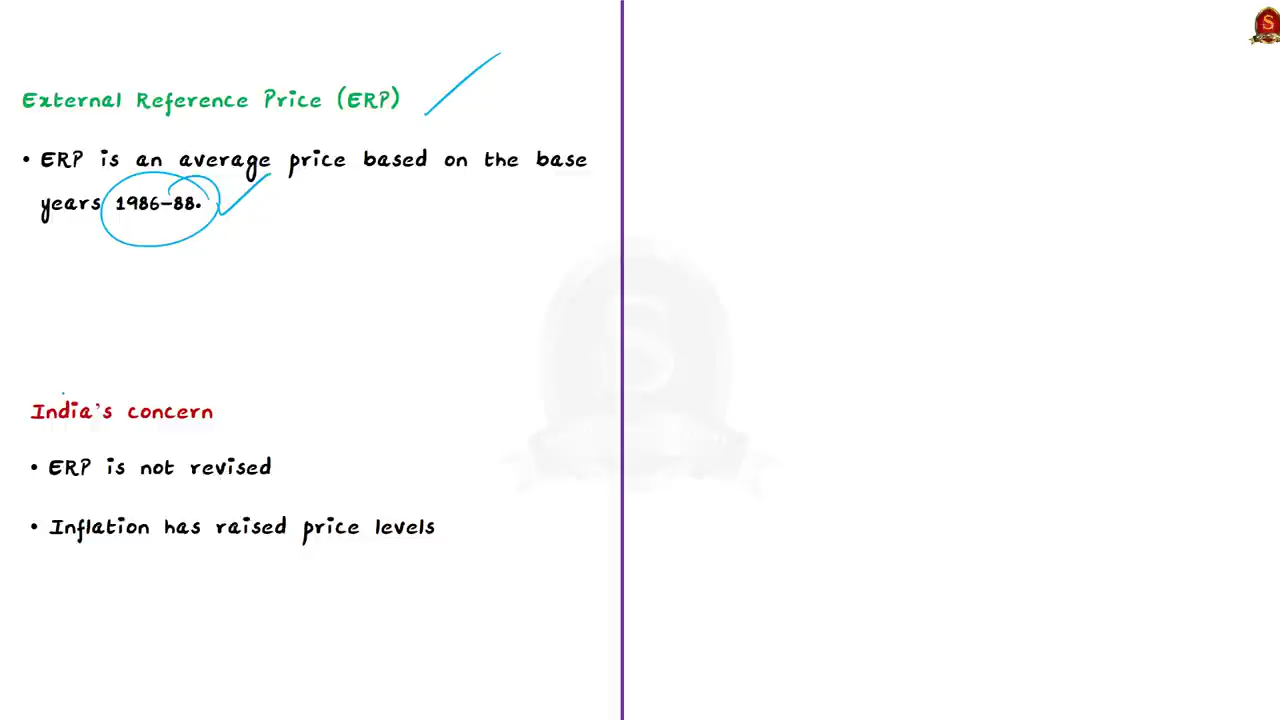 External Reference Price (ERP)
• ERP is an average price based on the base
years 1986-88.
India's concern
• ERP is not revised
• Inflation has raised price levels
S
S